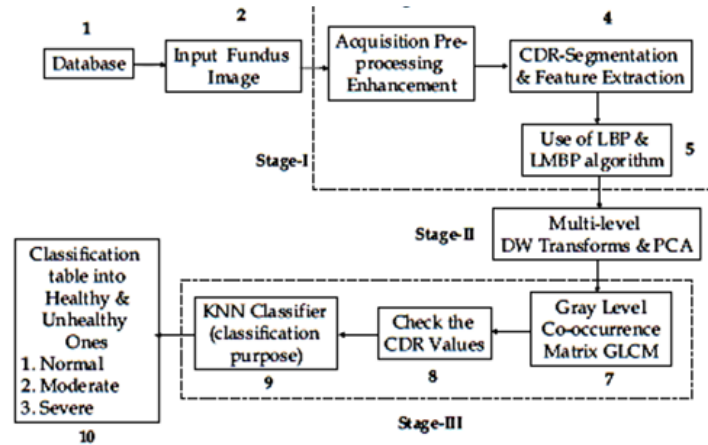 1
Database
2
Input Fundus
Image
Acquisition Pre-
processing
Enhancement
4
CDR-Segmentation
& Feature Extraction
Use of LBP &
LMBP algorithm
5
Stage-I
Multi-level
DW Transforms & PCA
Stage-II
Gray Level
Co-occurrence
Matrix GLCM
7
Check the
CDR Values
8
KNN Classifier
(classification
purpose)
9
Stage-III
Classification
table into
Healthy &
Unhealthy
Ones
1. Normal
2. Moderate
3. Severe
10